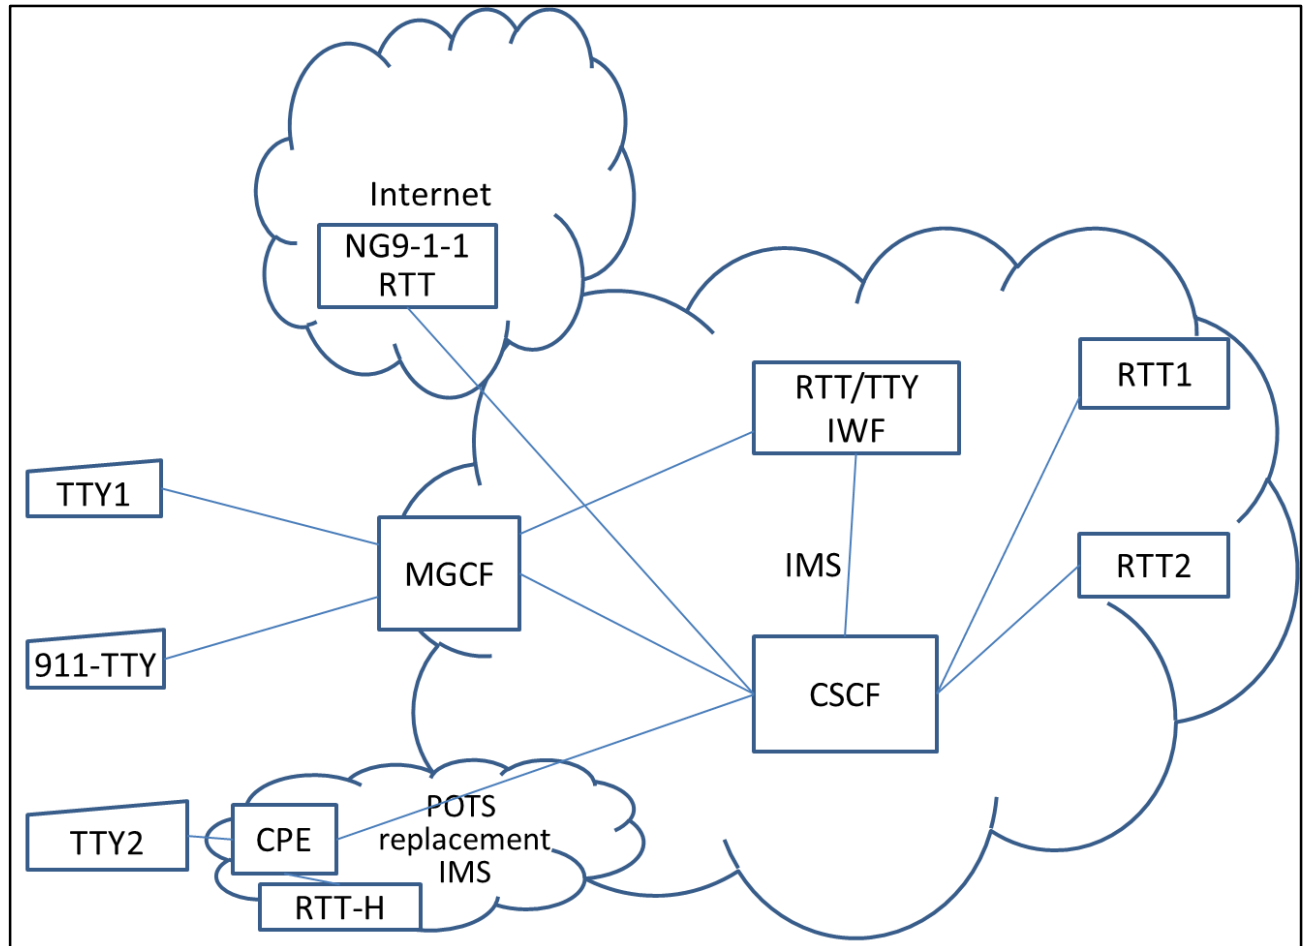 Internet
NG9-1-1
RTT
RTT/TTY
IWF
RTT1
TTY1
MGCF
IMS
RTT2
911-TTY
CSCF
POTS
replacement
IMS
TTY2
CPE
RTT-H